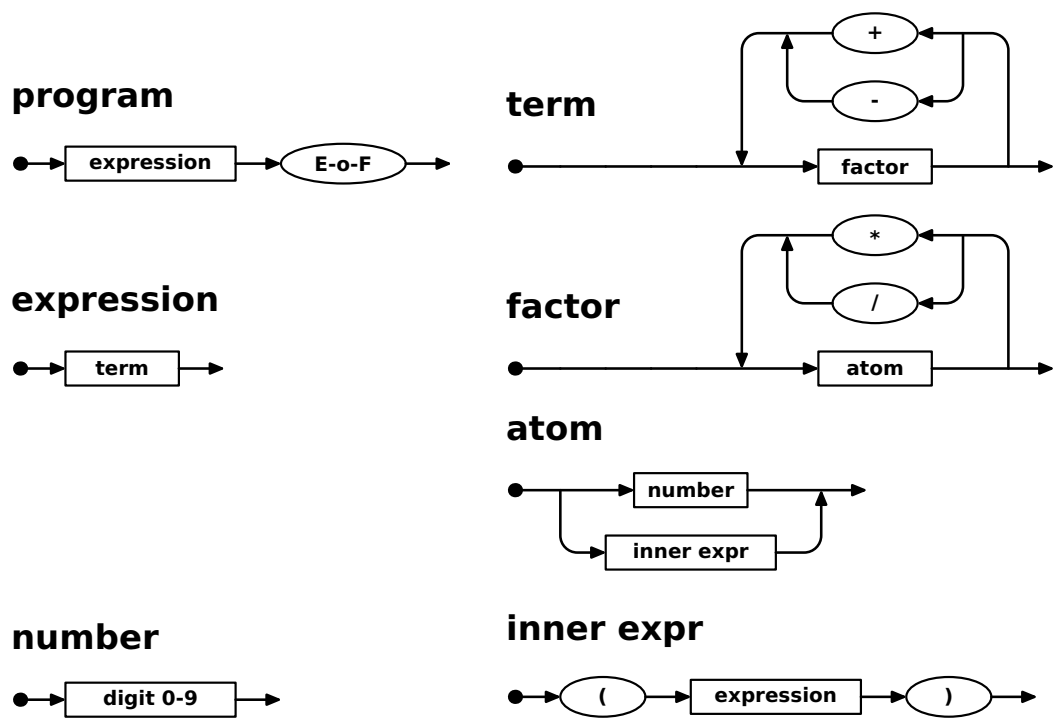 program
expression
E-o-F
expression
term
number
digit 0-9
term
+
-
factor
factor
*
/
atom
atom
number
inner expr
inner expr
(
expression
)